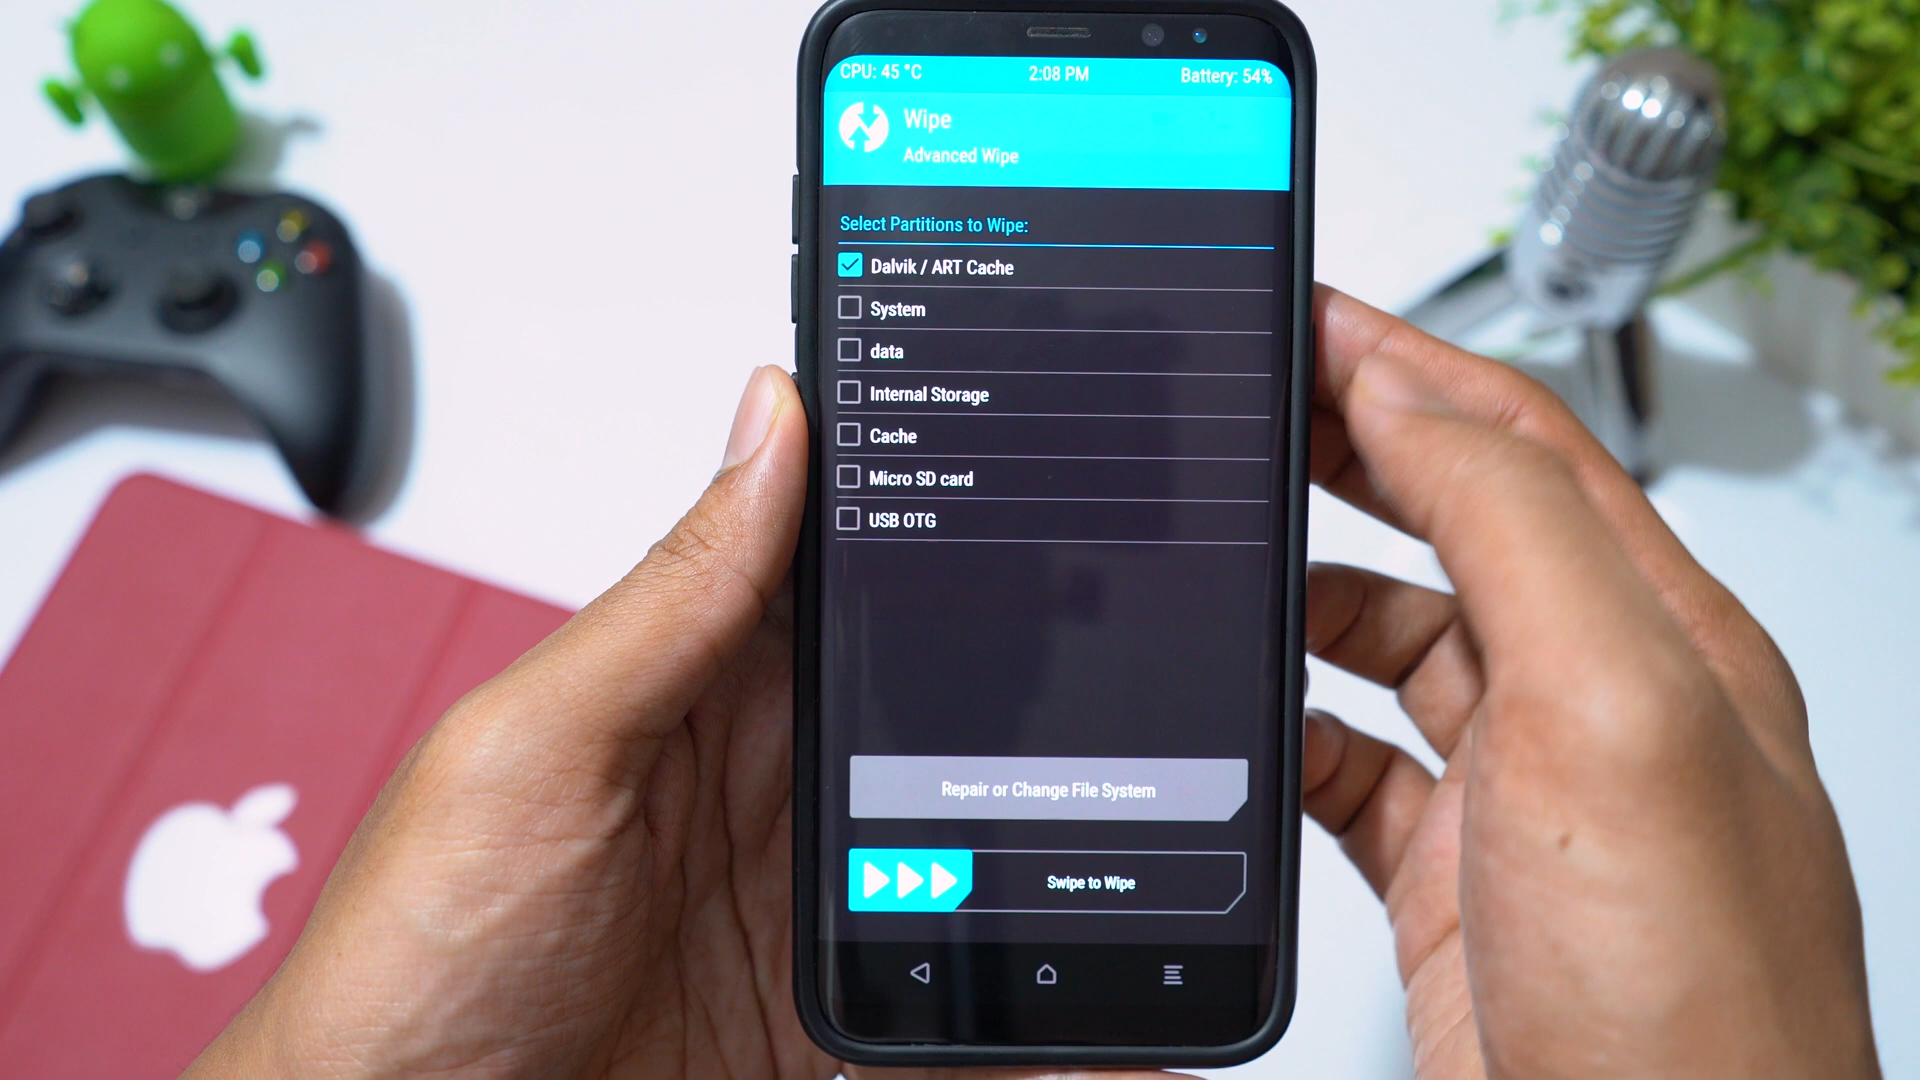 CPU: 45 °C 2:08 PM Battery: 54%
Wipe
Advanced Wipe
Select Partitions to Wipe:
Dalvik / ART Cache
System
data
Internal Storage
Cache
Micro SD card
USB OTG
Repair or Change File System
Swipe to Wipe